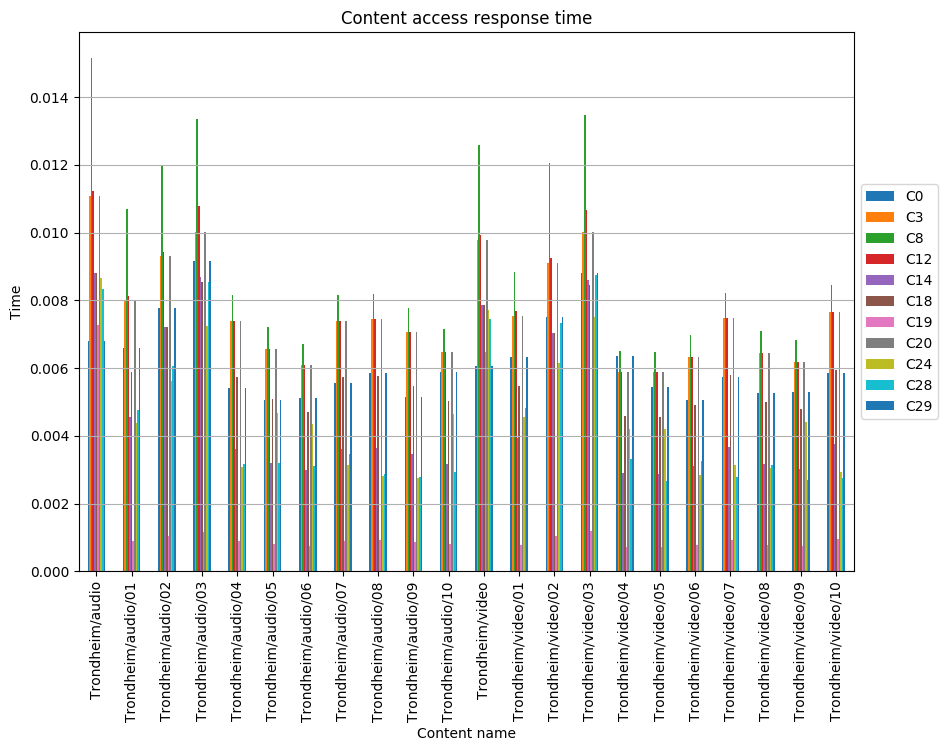 Content access response time
Time
0.014
0.012
0.010
0.008
0.006
0.004
0.002
0.000
C0
C3
C8
C12
C14
C18
C19
C20
C24
C28
C29
Trondheim/audio
Trondheim/audio/01
Trondheim/audio/02
Trondheim/audio/03
Trondheim/audio/04
Trondheim/audio/05
Trondheim/audio/06
Trondheim/audio/07
Trondheim/audio/08
Trondheim/audio/09
Trondheim/audio/10
Trondheim/video
Trondheim/video/01
Trondheim/video/02
Trondheim/video/03
Trondheim/video/04
Trondheim/video/05
Trondheim/video/06
Trondheim/video/07
Trondheim/video/08
Trondheim/video/09
Trondheim/video/10
Content name